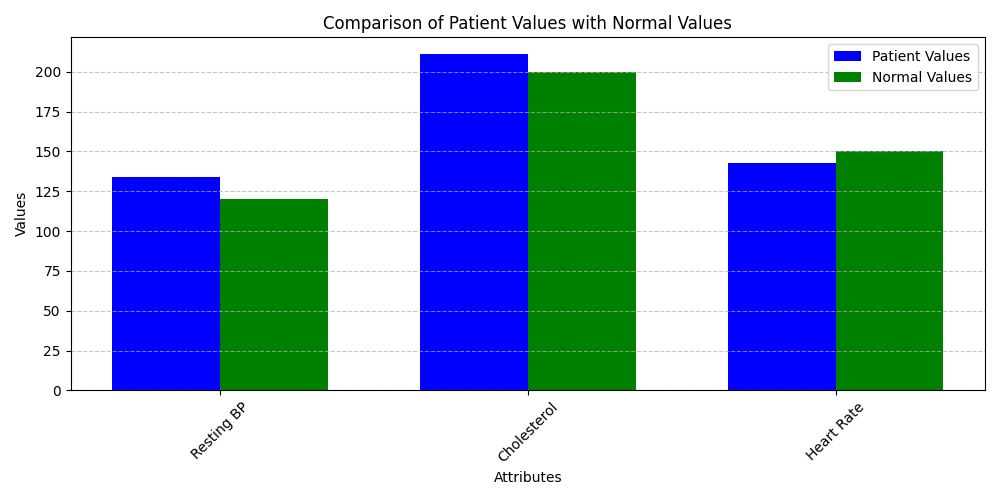 Comparison of Patient Values with Normal Values
Patient Values
Normal Values
Values
200
175
150
125
100
75
50
25
0
Resting BP
Cholesterol
Heart Rate
Attributes